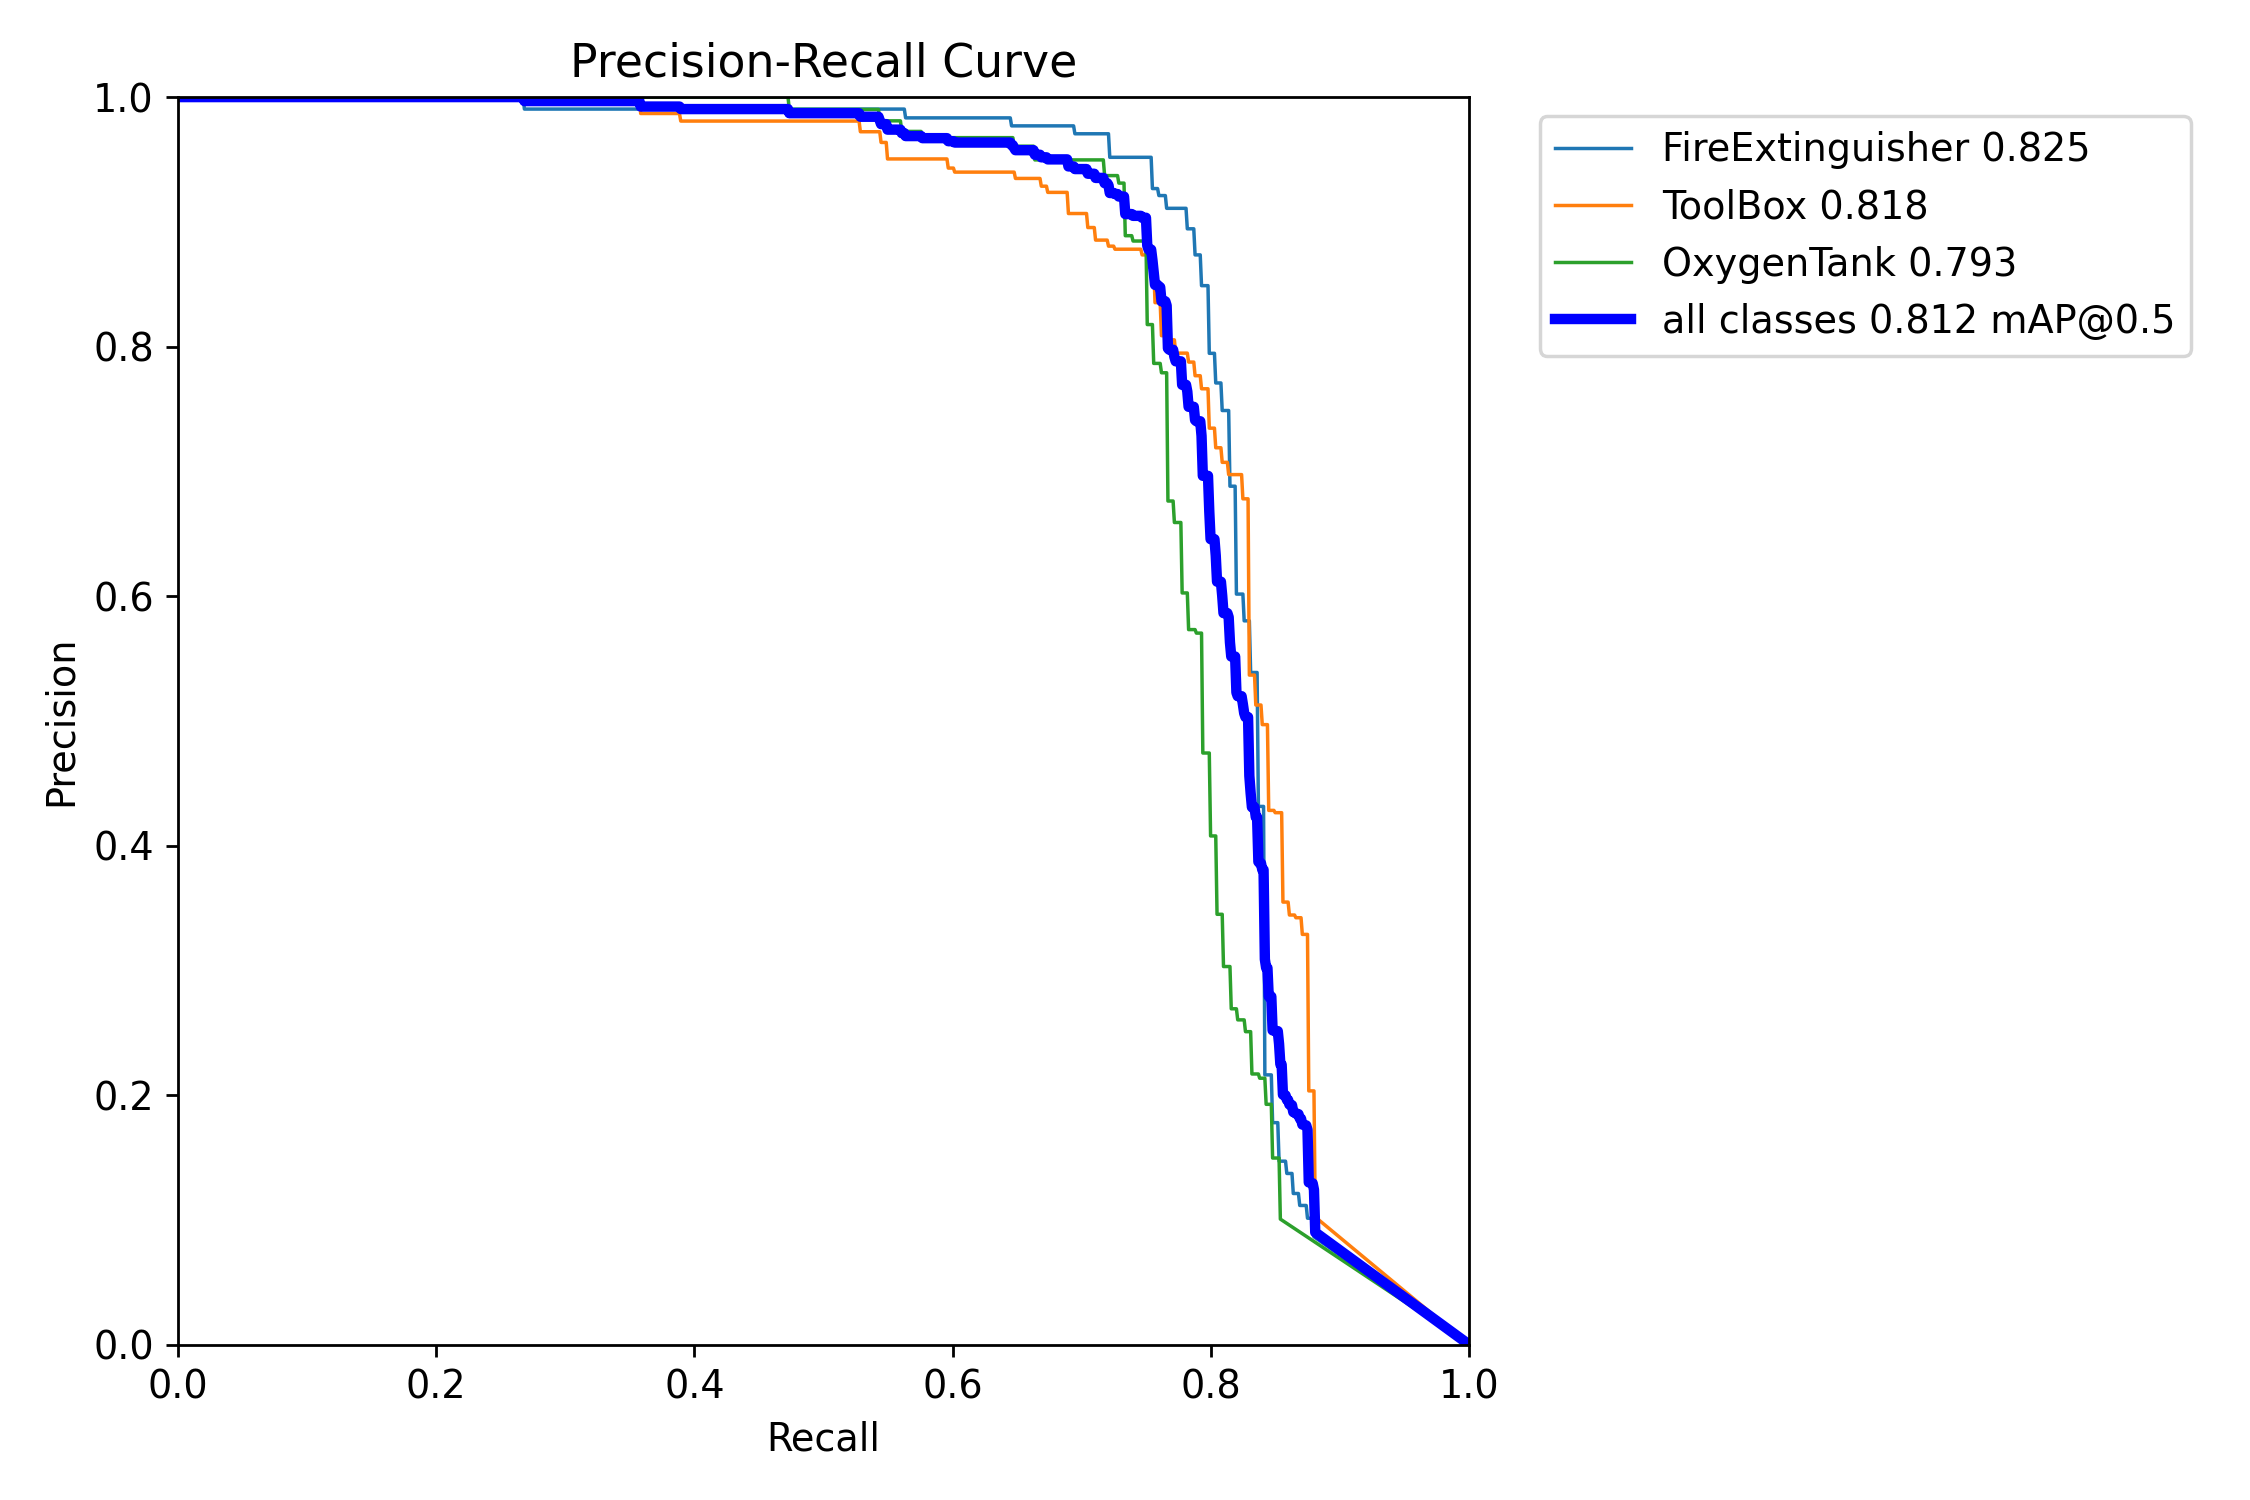 Precision-Recall Curve
1.0
0.8
0.6
0.4
0.2
0.0
Precision
0.0 0.2 0.4 0.6 0.8 1.0
Recall
FireExtinguisher 0.825
ToolBox 0.818
OxygenTank 0.793
all classes 0.812 mAP@0.5